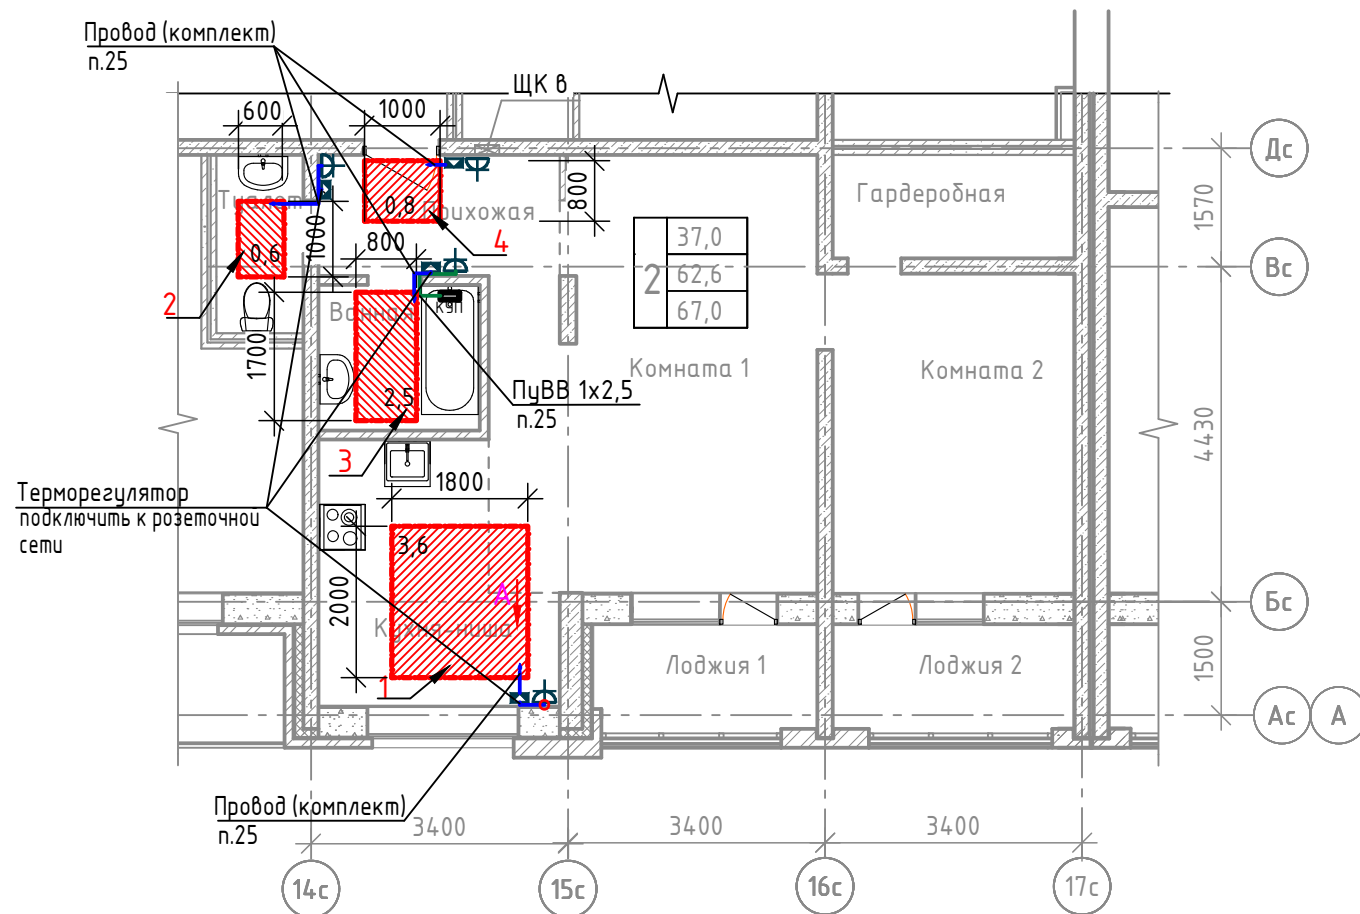 Провод (комплект)
п.25
ЩК в
600
1000
Дс
Туалет
0,8
Прихожая
800
Гардеробная
1570
1000
0,6
800
4
37,0
2
62,6
67,0
Вс
2
Ванная
КУП
1700
Комната 1
Комната 2
2,5
ПуВВ 1х2,5
п.25
4430
3
1800
Терморегулятор
подключить к розеточной
сети
3,6
2000
А
Кухня-ниша
Бс
Лоджия 1
Лоджия 2
1500
1
Ас
А
Провод (комплект)
п.25
3400
3400
3400
14с
15с
16с
17с